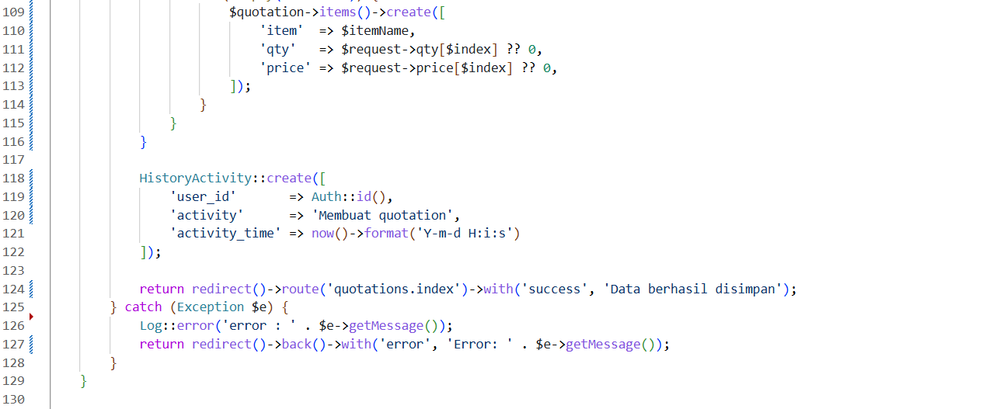 109 $quotation->items()->create([
110 'item' => $itemName,
111 'qty' => $request->qty[$index] ?? 0,
112 'price' => $request->price[$index] ?? 0,
113 ]);
114 }
115 }
116 }
117
118 HistoryActivity::create([
119 'user_id' => Auth::id(),
120 'activity' => 'Membuat quotation',
121 'activity_time' => now()->format('Y-m-d H:i:s')
122 ]);
123
124 return redirect()->route('quotations.index')->with('success', 'Data berhasil disimpan');
125 } catch (Exception $e) {
126 Log::error('error : ' . $e->getMessage());
127 return redirect()->back()->with('error', 'Error: ' . $e->getMessage());
128 }
129 }
130